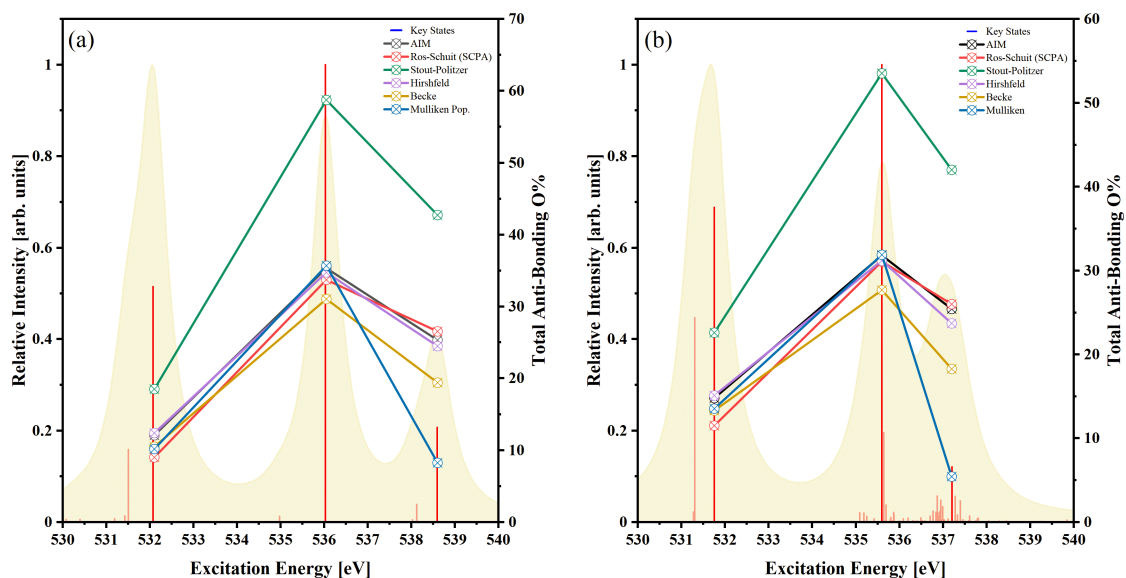 (a)
Key States
AIM
Ros-Schuit (SCPA)
Stout-Politzer
Hirshfeld
Becke
Mulliken Pop.
Relative Intensity [arb. units]
1
0.8
0.6
0.4
0.2
0
70
60
50
40
30
20
10
0
Total Anti-Bonding O%
530 531 532 533 534 535 536 537 538 539 540
Excitation Energy [eV]
(b)
Key States
AIM
Ros-Schuit (SCPA)
Stout-Politzer
Hirshfeld
Becke
Mulliken
Relative Intensity [arb. units]
1
0.8
0.6
0.4
0.2
0
60
50
40
30
20
10
0
Total Anti-Bonding O%
530 531 532 533 534 535 536 537 538 539 540
Excitation Energy [eV]